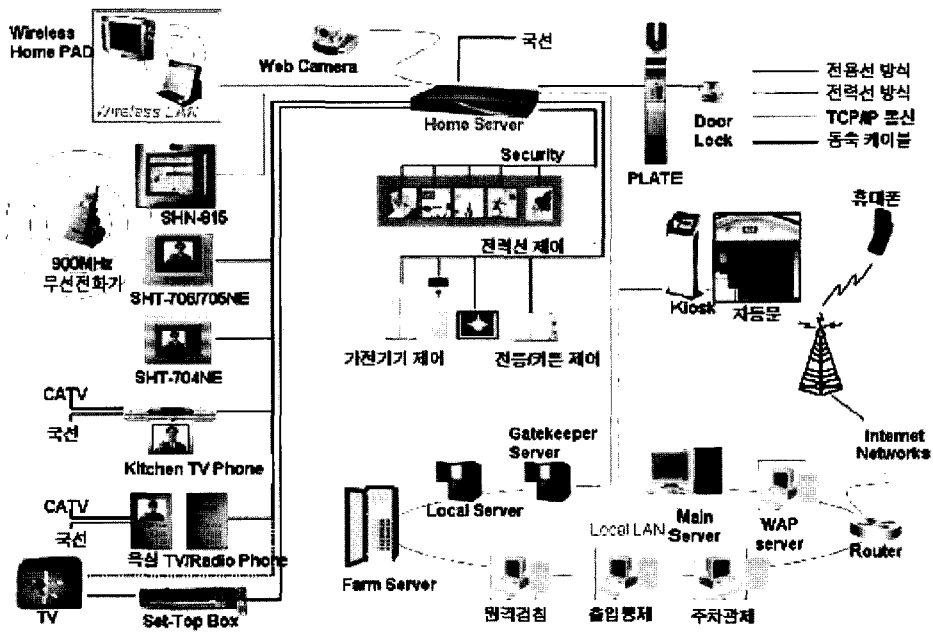 Wireless
Home PAD
Wireless LAN
Web Camera
국선
Home Server
PLATE
Door
Lock
전용선 방식
전력선 방식
TCP/IP 통신
동축 케이블
Security
SHN-815
900MHz
무선전화기
SHT-706/705NE
SHT-704NE
전력선 제어
가전기기 제어
전등/커튼 제어
Kiosk
자동문
휴대폰
CATV
국선
Kitchen TV Phone
CATV
국선
욕실 TV/Radio Phone
TV
Set-Top Box
Gatekeeper
Server
Local Server
Farm Server
Local LAN
Main
Server
WAP
server
Internet
Networks
Router
원격검침
출입통제
주차관제